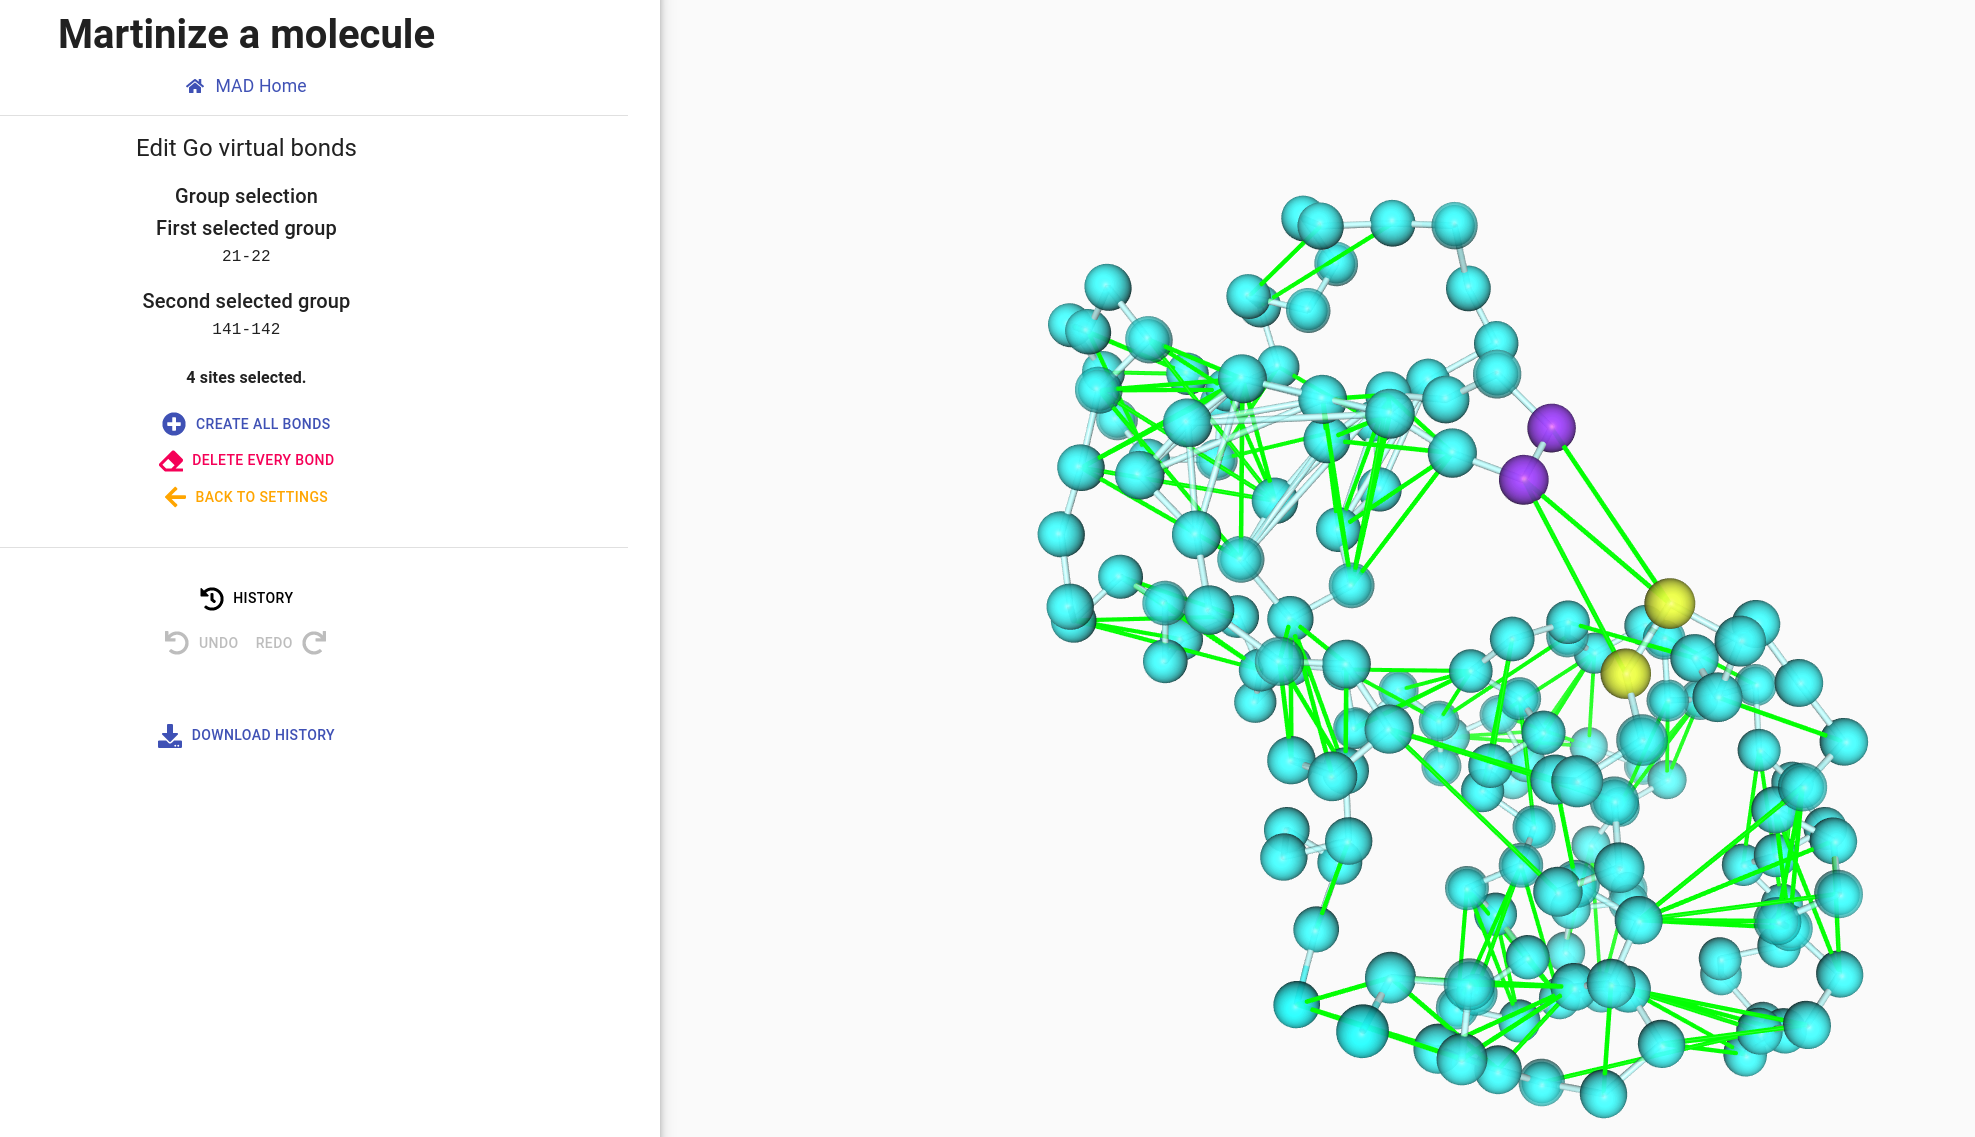 Martinize a molecule
MAD Home
Edit Go virtual bonds
Group selection
First selected group
21-22
Second selected group
141-142
4 sites selected.
CREATE ALL BONDS
DELETE EVERY BOND
BACK TO SETTINGS
HISTORY
UNDO REDO
DOWNLOAD HISTORY